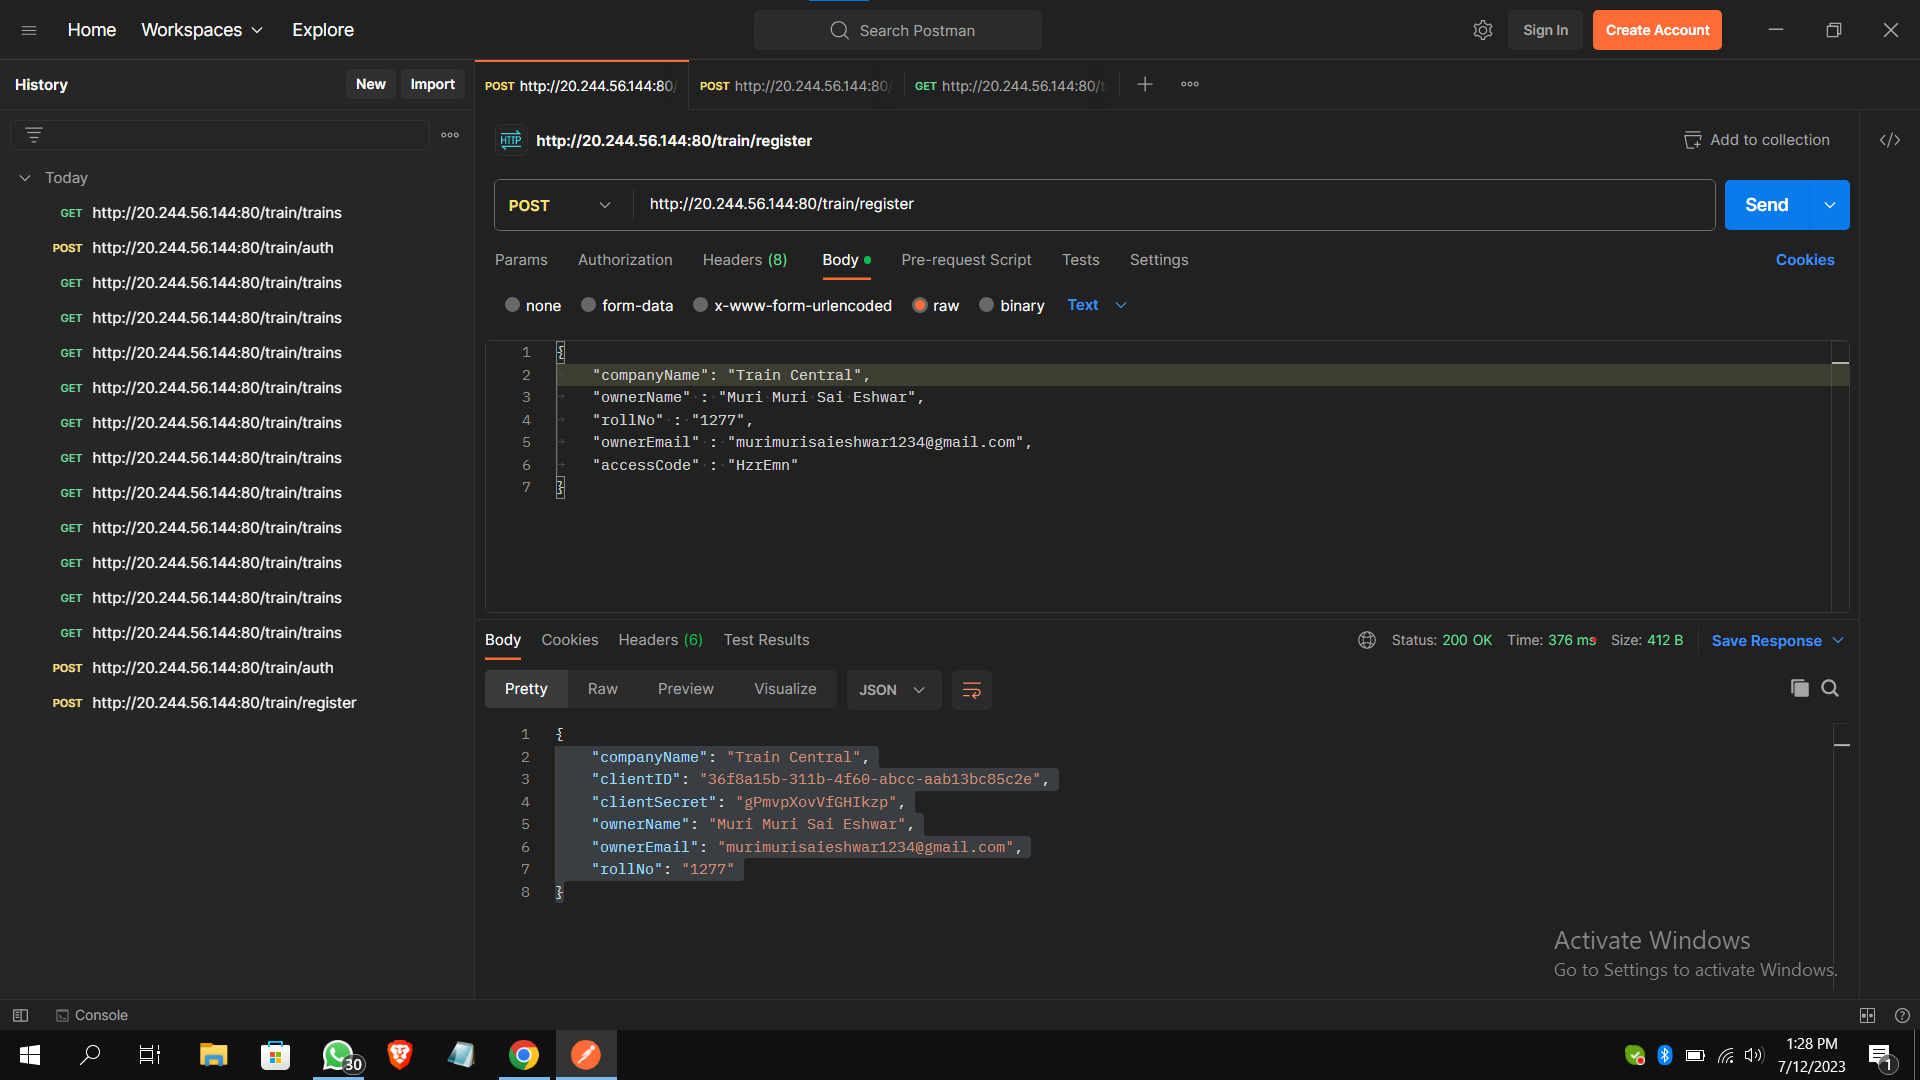 Home Workspaces Explore Search Postman Sign In Create Account
History New Import
POST http://20.244.56.144:80/ POST http://20.244.56.144:80/ GET http://20.244.56.144:80/t
HTTP http://20.244.56.144:80/train/register Add to collection
Today
GET http://20.244.56.144:80/train/trains
POST http://20.244.56.144:80/train/auth
GET http://20.244.56.144:80/train/trains
GET http://20.244.56.144:80/train/trains
GET http://20.244.56.144:80/train/trains
GET http://20.244.56.144:80/train/trains
GET http://20.244.56.144:80/train/trains
GET http://20.244.56.144:80/train/trains
GET http://20.244.56.144:80/train/trains
GET http://20.244.56.144:80/train/trains
GET http://20.244.56.144:80/train/trains
GET http://20.244.56.144:80/train/trains
GET http://20.244.56.144:80/train/trains
POST http://20.244.56.144:80/train/auth
POST http://20.244.56.144:80/train/register
POST http://20.244.56.144:80/train/register Send
Params Authorization Headers (8) Body Pre-request Script Tests Settings Cookies
none form-data x-www-form-urlencoded raw binary Text
1 {
2 "companyName": "Train Central",
3 "ownerName" : "Muri Muri Sai Eshwar",
4 "rollNo" : "1277",
5 "ownerEmail" : "murimurisaieshwar1234@gmail.com",
6 "accessCode" : "HzrEmn"
7 }
Body Cookies Headers (6) Test Results Status: 200 OK Time: 376 ms Size: 412 B Save Response
Pretty Raw Preview Visualize JSON
1 {
2 "companyName": "Train Central",
3 "clientID": "36f8a15b-311b-4f60-abcc-aab13bc85c2e",
4 "clientSecret": "gPmvpXovVfGHIkzp",
5 "ownerName": "Muri Muri Sai Eshwar",
6 "ownerEmail": "murimurisaieshwar1234@gmail.com",
7 "rollNo": "1277"
8 }
Activate Windows
Go to Settings to activate Windows.
Console
30
1:28 PM
7/12/2023
1